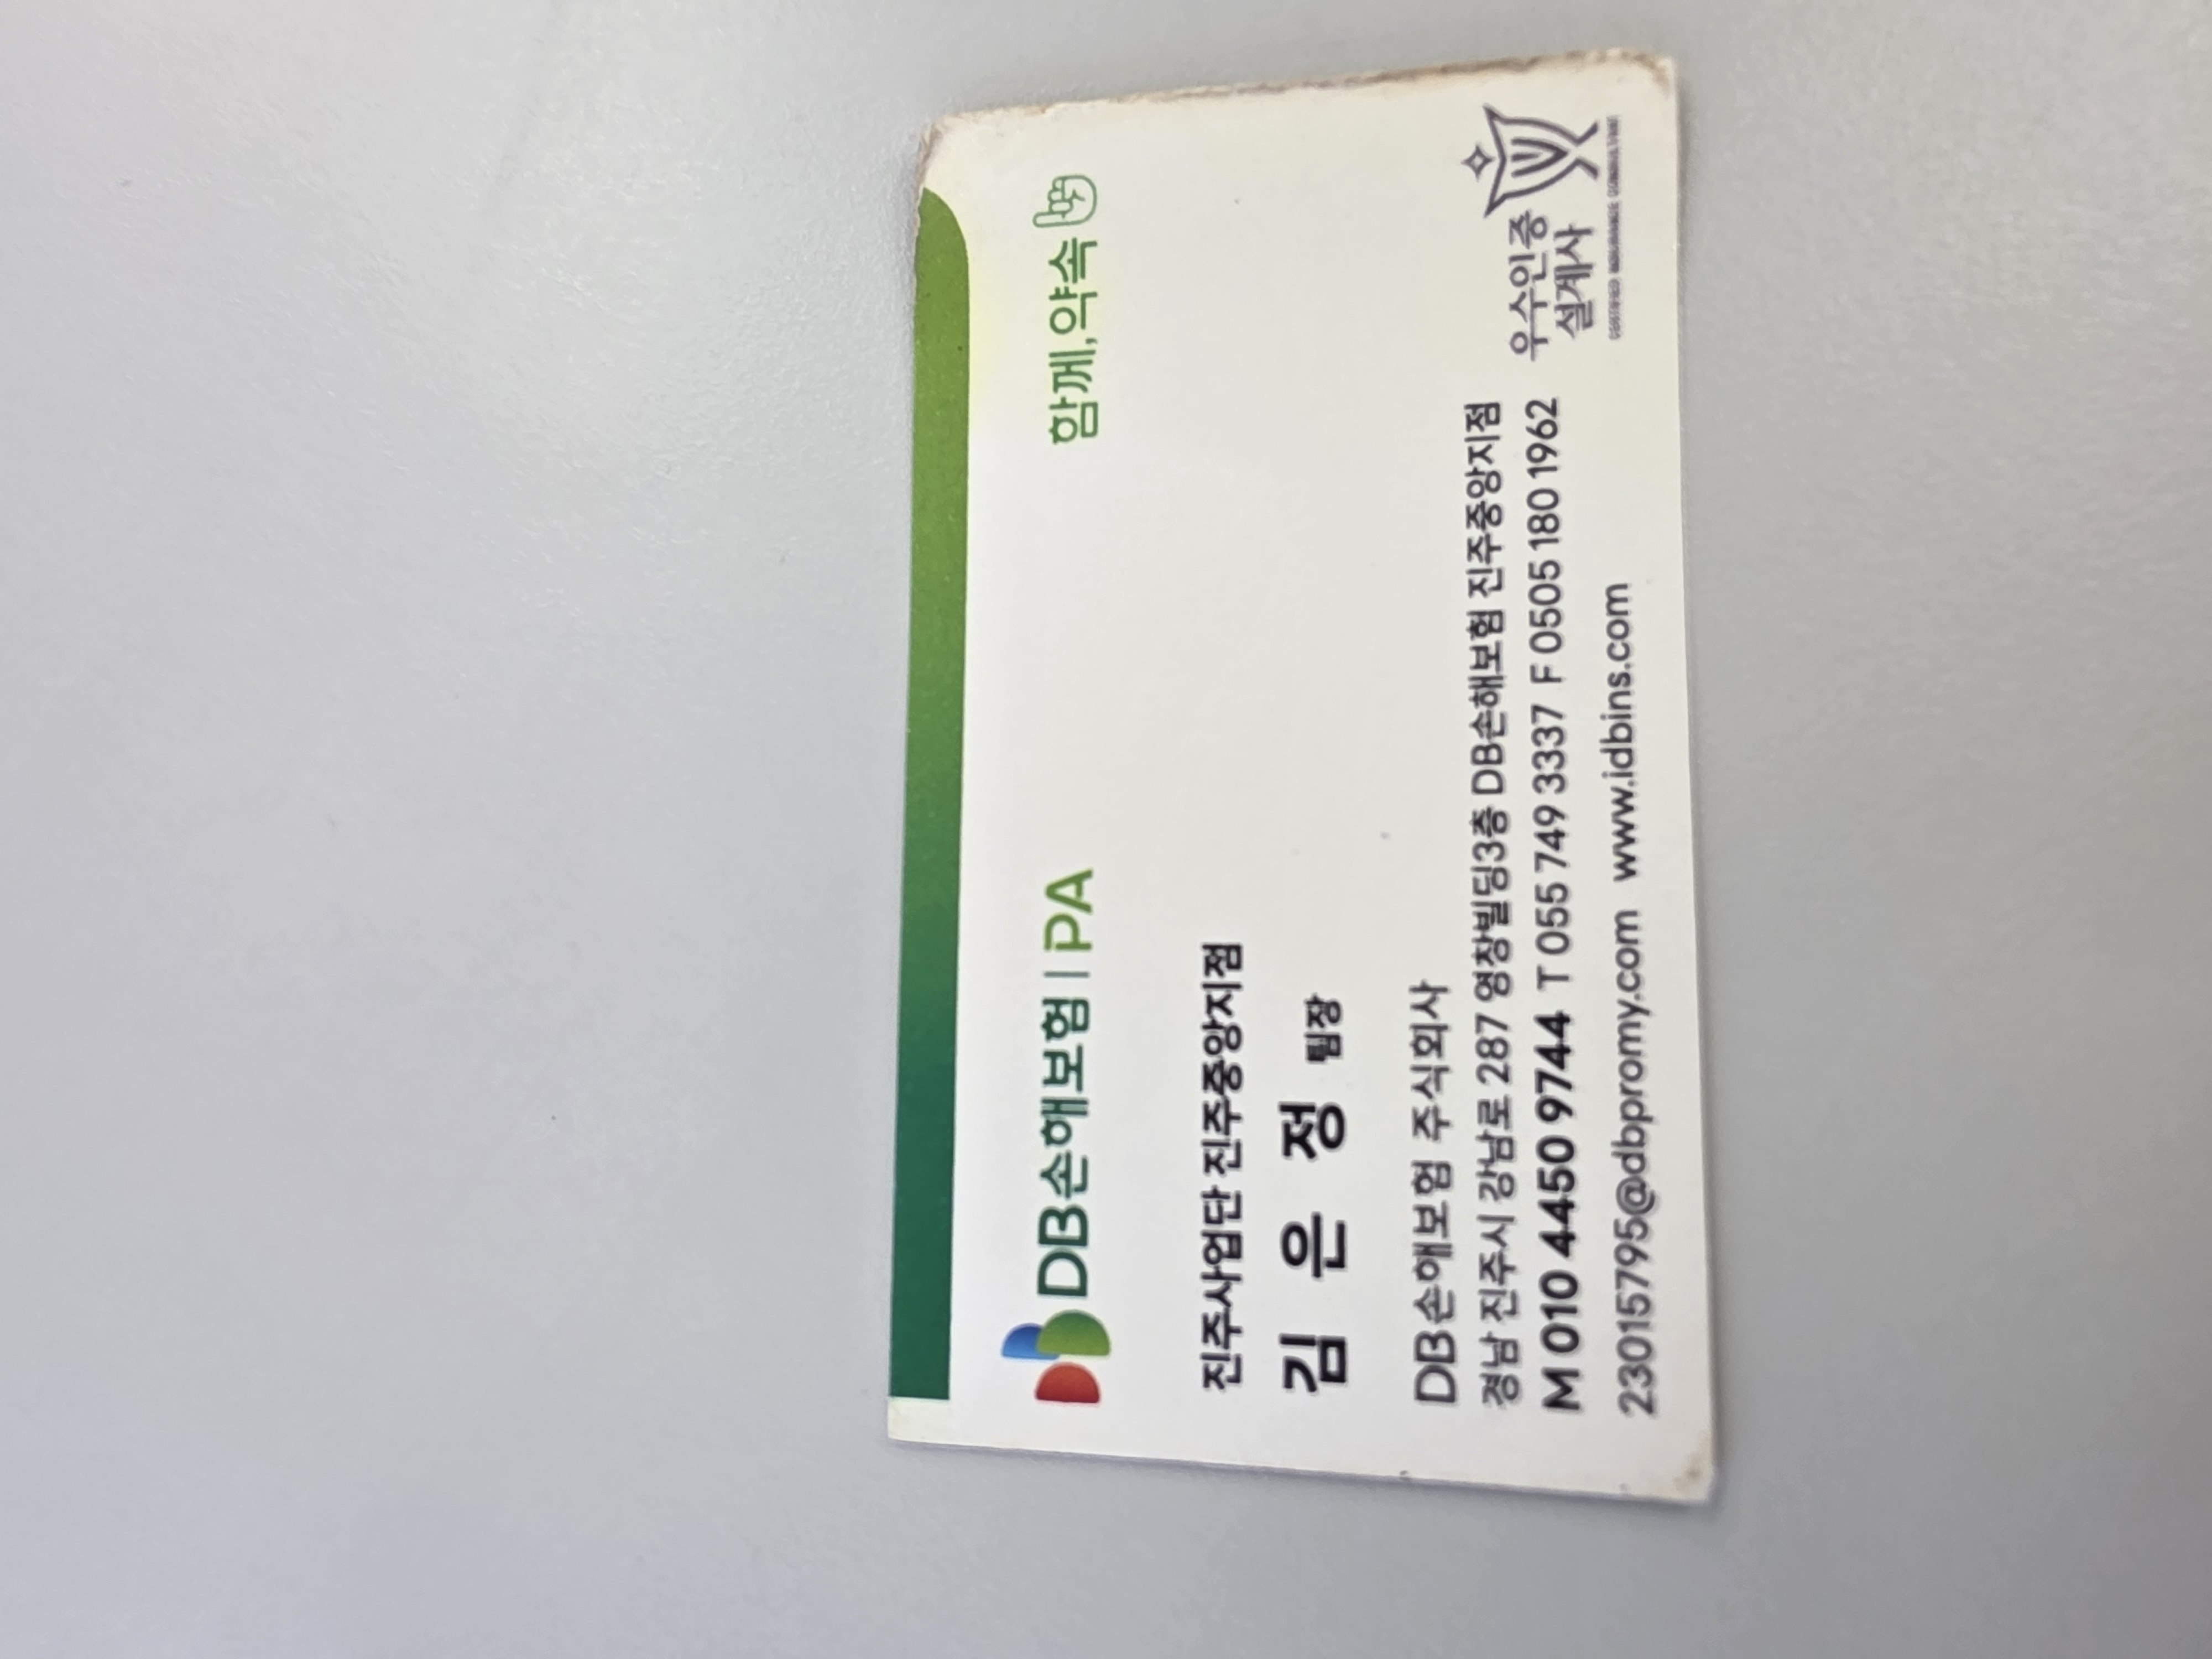 DB손해보험 | PA
함께,약속
진주사업단 진주중앙지점
김 은 정 팀장
DB손해보험 주식회사
경남 진주시 강남로 287 영창빌딩3층 DB손해보험 진주중앙지점
M 010 4450 9744 T 055 749 3337 F 0505 180 1962
23015795@dbpromy.com www.idbins.com
우수인증
설계사
CERTIFIED INSURANCE CONSULTANT